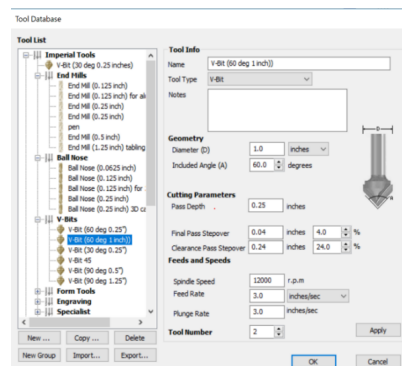 Tool Database
Tool List
Imperial Tools
V-Bit (30 deg 0.25 inches)
End Mills
End Mill (0.125 inch)
End Mill (0.125 inch) for al
End Mill (0.25 inch)
End Mill (0.25 inch)
pen
End Mill (0.5 inch)
End Mill (1.25 inch) tabling
Ball Nose
Ball Nose (0.0625 inch)
Ball Nose (0.125 inch)
Ball Nose (0.125 inch) for
Ball Nose (0.25 inch)
Ball Nose (0.25 inch) 3D c
V-Bits
V-Bit (60 deg 0.25")
V-Bit (60 deg 1 inch))
V-Bit (30 deg 0.25")
V-Bit 45
V-Bit (90 deg 0.5")
V-Bit (90 deg 1.25")
Form Tools
Engraving
Specialist
New ... Copy ... Delete
New Group Import... Export...
Tool Info
Name V-Bit (60 deg 1 inch))
Tool Type V-Bit
Notes
Geometry
Diameter (D) 1.0 inches
Included Angle (A) 60.0 degrees
D
A
Cutting Parameters
Pass Depth 0.25 inches
Final Pass Stepover 0.04 inches 4.0 %
Clearance Pass Stepover 0.24 inches 24.0 %
Feeds and Speeds
Spindle Speed 12000 r.p.m
Feed Rate 3.0 inches/sec
Plunge Rate 3.0 inches/sec
Tool Number 2 Apply
OK Cancel